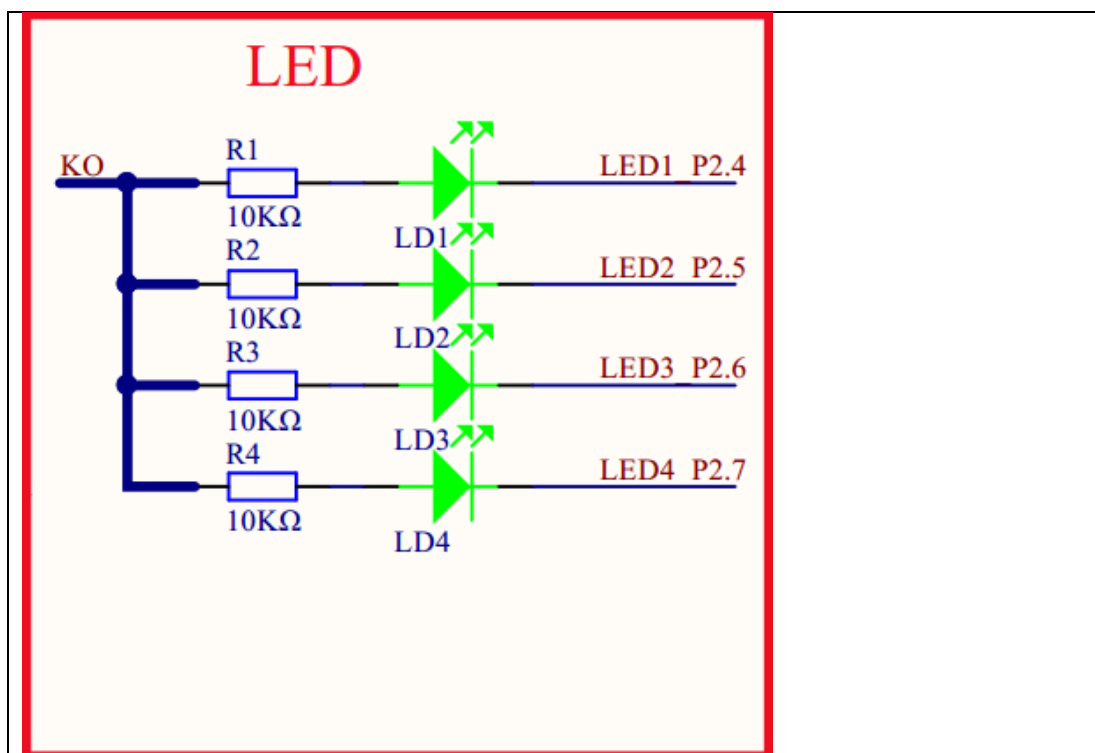 LED
KO
R1
LED1_P2.4
10KΩ
LD1
R2
LED2_P2.5
10KΩ
LD2
R3
LED3_P2.6
10KΩ
LD3
R4
LED4_P2.7
10KΩ
LD4